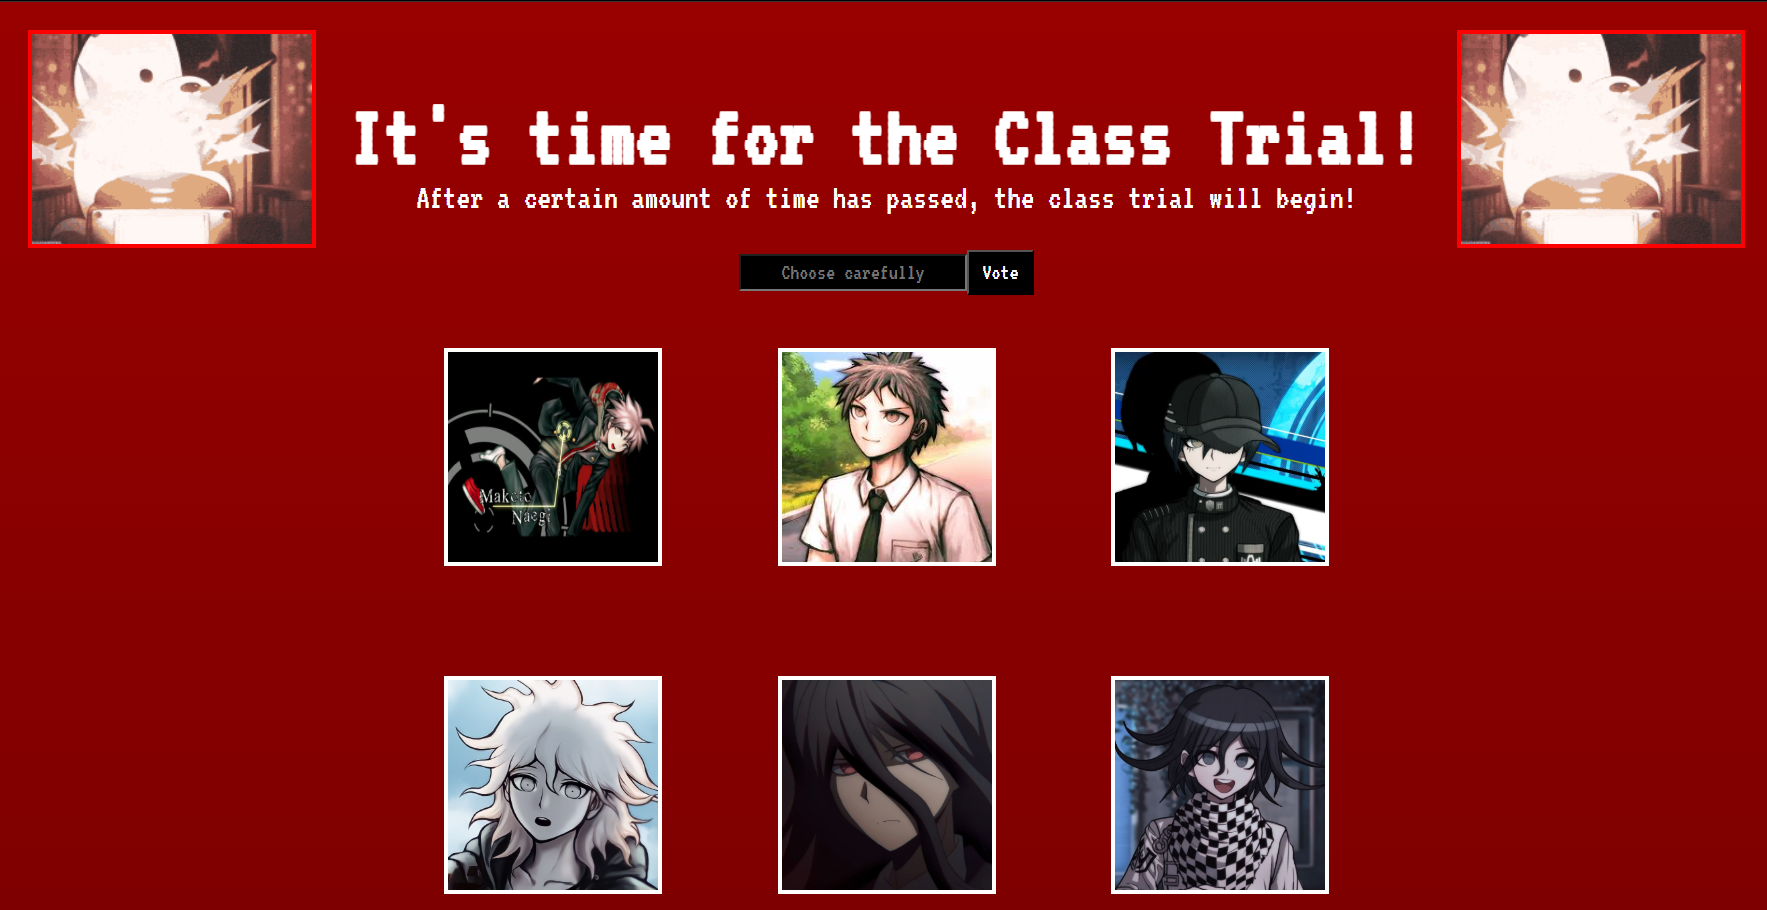 It's time for the Class Trial!
After a certain amount of time has passed, the class trial will begin!
Choose carefully
Vote
Makoto
Naegi